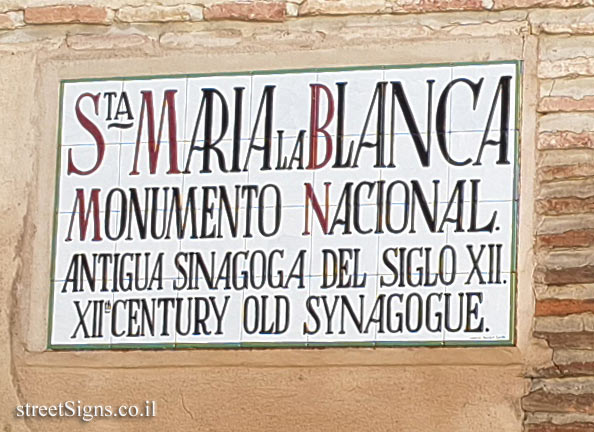 STA MARIA LA BLANCA
MONUMENTO NACIONAL.
ANTIGUA SINAGOGA DEL SIGLO XII.
XIIth CENTURY OLD SYNAGOGUE.
streetSigns.co.il